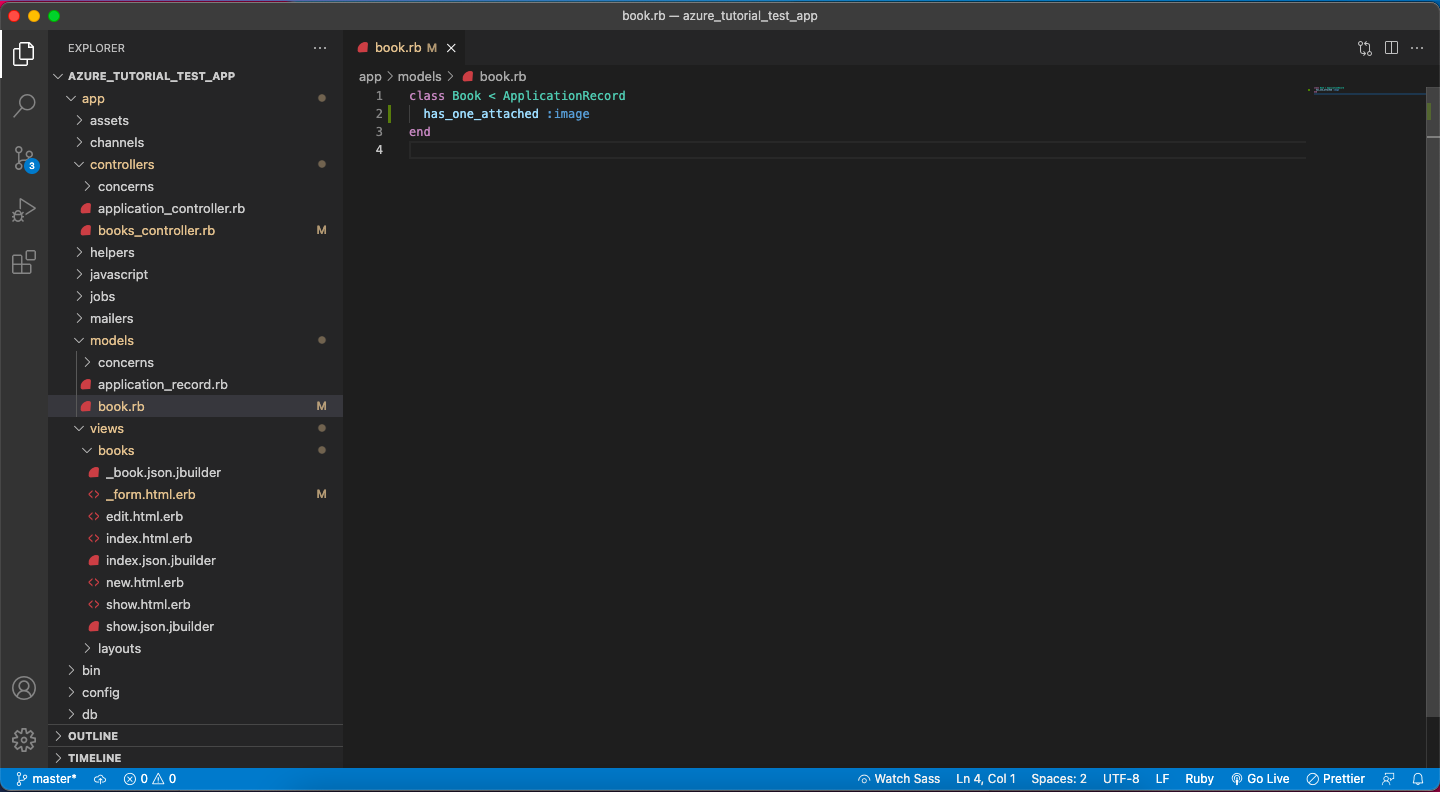 book.rb — azure_tutorial_test_app
EXPLORER
AZURE_TUTORIAL_TEST_APP
app
assets
channels
controllers
concerns
application_controller.rb
books_controller.rb M
helpers
javascript
jobs
mailers
models
concerns
application_record.rb
book.rb M
views
books
_book.json.jbuilder
_form.html.erb M
edit.html.erb
index.html.erb
index.json.jbuilder
new.html.erb
show.html.erb
show.json.jbuilder
layouts
bin
config
db
OUTLINE
TIMELINE
3
book.rb M
app > models > book.rb
1 class Book < ApplicationRecord
2 has_one_attached :image
3 end
4
master* 0 0 Watch Sass Ln 4, Col 1 Spaces: 2 UTF-8 LF Ruby Go Live Prettier